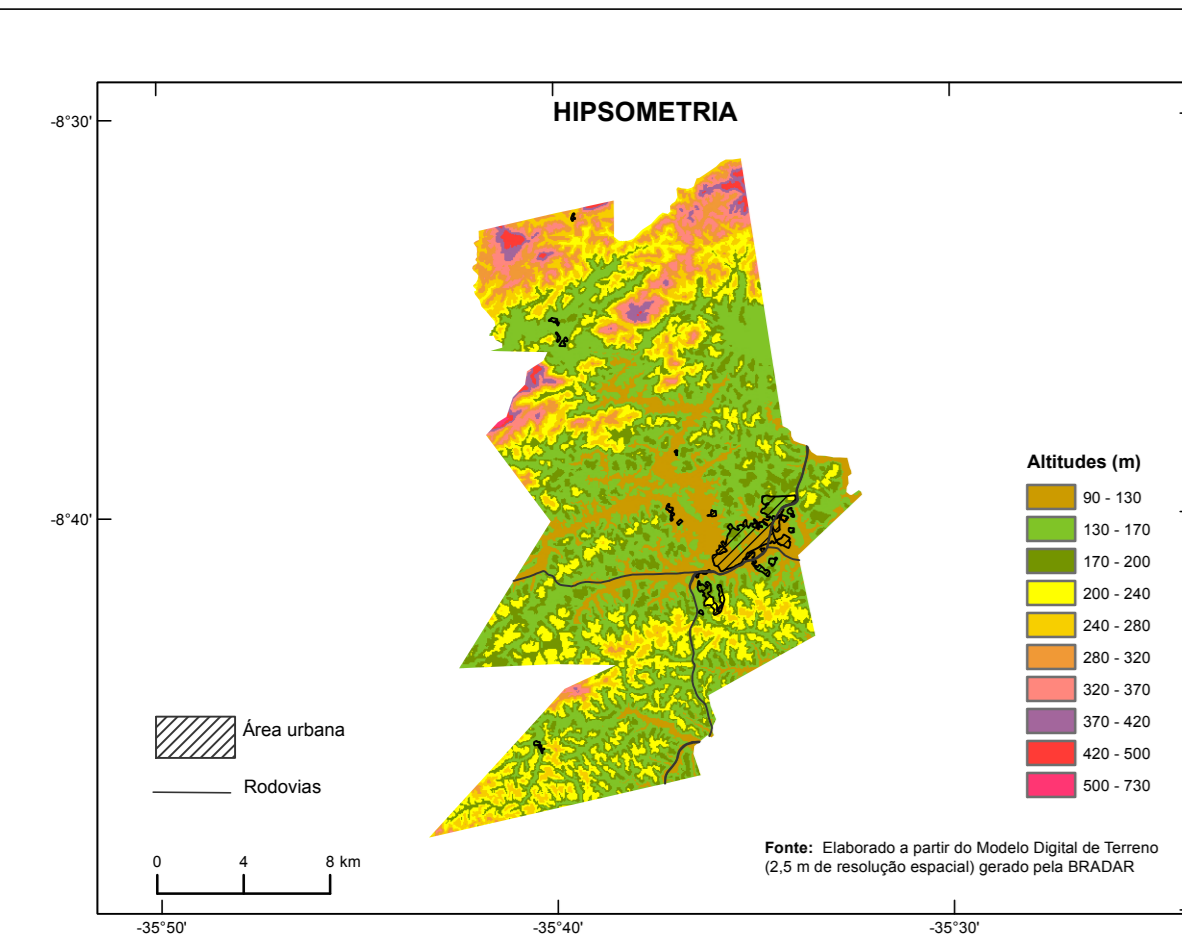 HIPSOMETRIA
-8°30'
-8°40'
Altitudes (m)
90 - 130
130 - 170
170 - 200
200 - 240
240 - 280
280 - 320
320 - 370
370 - 420
420 - 500
500 - 730
Área urbana
Rodovias
0 4 8 km
Fonte: Elaborado a partir do Modelo Digital de Terreno
(2,5 m de resolução espacial) gerado pela BRADAR
-35°50' -35°40' -35°30'